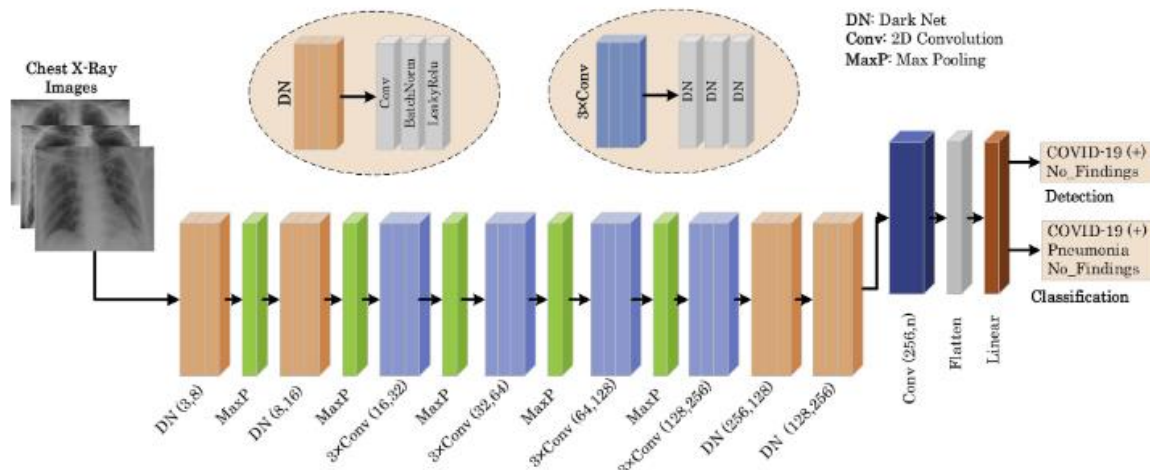 Chest X-Ray
Images
DN
Conv
BatchNorm
LeakyRelu
3×Conv
DN
DN
DN
DN: Dark Net
Conv: 2D Convolution
MaxP: Max Pooling
DN (3,8)
MaxP
DN (8,16)
MaxP
3×Conv (16,32)
MaxP
3×Conv (32,64)
MaxP
3×Conv (64,128)
MaxP
3×Conv (128,256)
DN (256,128)
DN (128,256)
Conv (256,n)
Flatten
Linear
COVID-19 (+)
No_Findings
Detection
COVID-19 (+)
Pneumonia
No_Findings
Classification